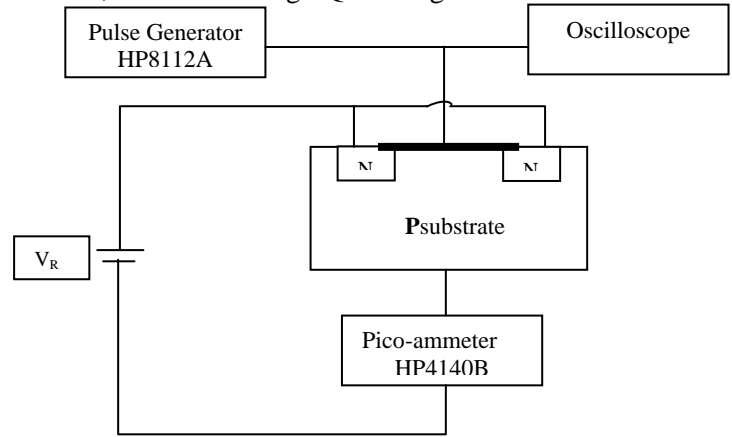 Pulse Generator
HP8112A
Oscilloscope
N
N
Psubstrate
V_R
Pico-ammeter
HP4140B